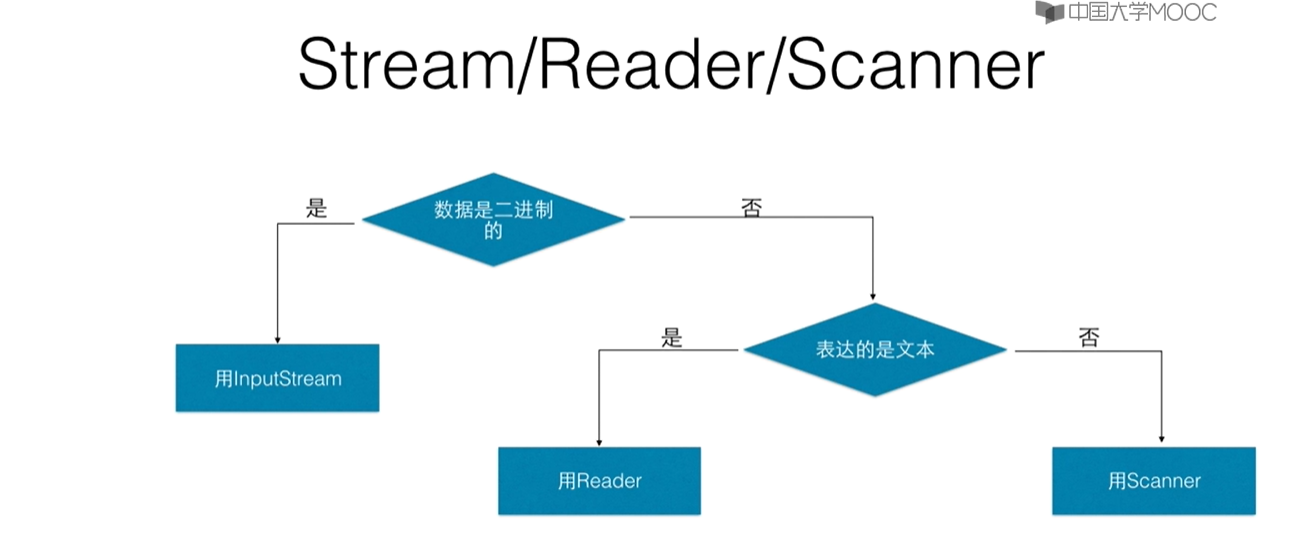 中国大学MOOC
Stream/Reader/Scanner
是
数据是二进制
的
否
用InputStream
是
表达的是文本
否
用Reader
用Scanner